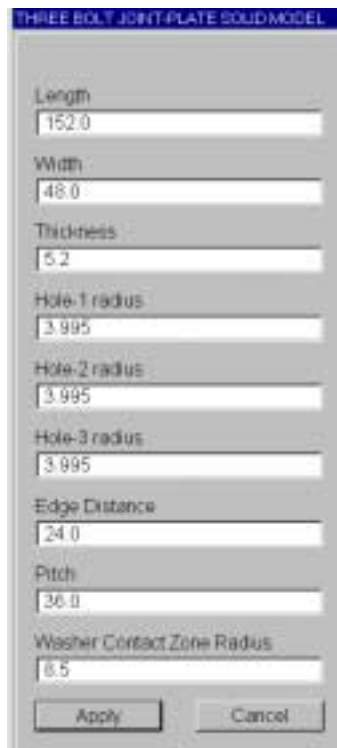 THREE BOLT JOINT-PLATE SOLID MODEL
Length
152.0
Width
48.0
Thickness
5.2
Hole-1 radius
3.995
Hole-2 radius
3.995
Hole-3 radius
3.995
Edge Distance
24.0
Pitch
36.0
Washer Contact Zone Radius
Apply Cancel